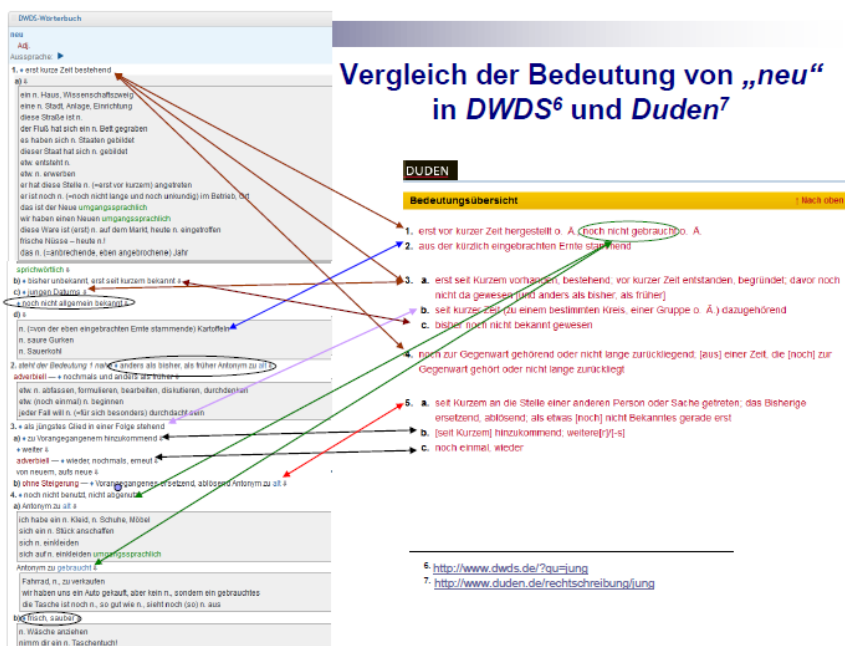 DWDS-Wörterbuch
neu
Adj.
Aussprache:
1. + erst kurze Zeit bestehend
a)
ein n. Haus, Wissenschaftszweig
eine n. Stadt, Anlage, Einrichtung
diese Straße ist n.
der Fluß hat sich ein n. Bett gegraben
es haben sich n. Staaten gebildet
dieser Staat hat sich n. gebildet
etw. entsteht n.
etw. n. erwerben
er hat diese Stelle n. (=erst vor kurzem) angetreten
er ist noch n. (=noch nicht lange und noch unkundig) im Betrieb, Ort
das ist der Neue umgangssprachlich
wir haben einen Neuen umgangssprachlich
diese Ware ist (erst) n. auf dem Markt, heute n. eingetroffen
frische Nüsse – heute n.!
das n. (=anbrechende, eben angebrochene) Jahr
sprichwörtlich
b) + bisher unbekannt, erst seit kurzem bekannt
c) + jungen Datums
+ noch nicht allgemein bekannt
d)
n. (=von der eben eingebrachten Ernte stammende) Kartoffeln
n. saure Gurken
n. Sauerkohl
2. steht der Bedeutung 1 nahe + anders als bisher, als früher Antonym zu alt
adverbiell — + nochmals und anders als früher
etw. n. abfassen, formulieren, bearbeiten, diskutieren, durchdenken
etw. (noch einmal) n. beginnen
jeder Fall will n. (=für sich besonders) durchdacht sein
3. + als jüngstes Glied in einer Folge stehend
a) + zu Vorangegangenem hinzukommend
+ weiter
adverbiell — + wieder, nochmals, erneut
von neuem, aufs neue
b) ohne Steigerung — + Vorangegangenes ersetzend, ablösend Antonym zu alt
4. + noch nicht benutzt, nicht abgenutzt
a) Antonym zu alt
ich habe ein n. Kleid, n. Schuhe, Möbel
sich ein n. Stück anschaffen
sich n. einkleiden
sich auf n. einkleiden umgangssprachlich
Antonym zu gebraucht
Fahrrad, n., zu verkaufen
wir haben uns ein Auto gekauft, aber kein n., sondern ein gebrauchtes
die Tasche ist noch n., so gut wie n., sieht noch (so) n. aus
b) + frisch, sauber
n. Wäsche anziehen
nimm dir ein n. Taschentuch!
Vergleich der Bedeutung von „neu“
in DWDS⁶ und Duden⁷
DUDEN
Bedeutungsübersicht ↑ Nach oben
1. erst vor kurzer Zeit hergestellt o. Ä., noch nicht gebraucht o. Ä.
2. aus der kürzlich eingebrachten Ernte stammend
3. a. erst seit Kurzem vorhanden, bestehend; vor kurzer Zeit entstanden, begründet; davor noch
nicht da gewesen [und anders als bisher, als früher]
b. seit kurzer Zeit (zu einem bestimmten Kreis, einer Gruppe o. Ä.) dazugehörend
c. bisher noch nicht bekannt gewesen
4. noch zur Gegenwart gehörend oder nicht lange zurückliegend; [aus] einer Zeit, die [noch] zur
Gegenwart gehört oder nicht lange zurückliegt
5. a. seit Kurzem an die Stelle einer anderen Person oder Sache getreten; das Bisherige
ersetzend, ablösend; als etwas [noch] nicht Bekanntes gerade erst
b. [seit Kurzem] hinzukommend; weitere[r]/[-s]
c. noch einmal, wieder
6. http://www.dwds.de/?qu=jung
7. http://www.duden.de/rechtschreibung/jung